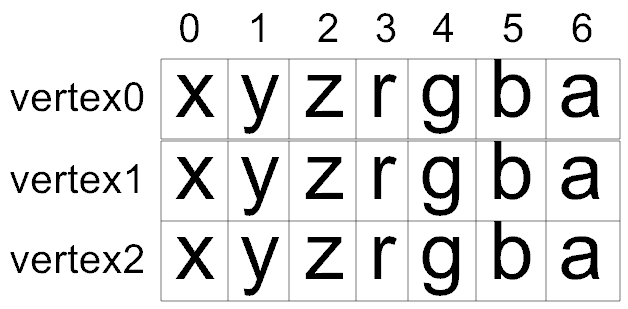 0 1 2 3 4 5 6
vertex0 x y z r g b a
vertex1 x y z r g b a
vertex2 x y z r g b a